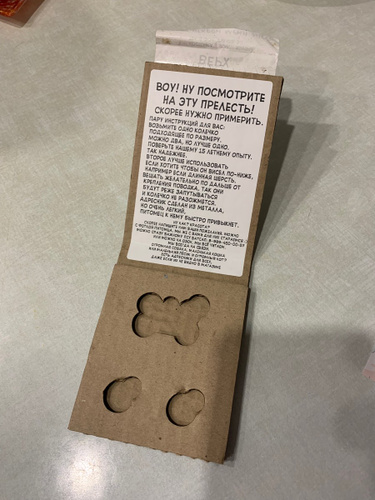 ВЕРХ
ВОУ! НУ ПОСМОТРИТЕ
НА ЭТУ ПРЕЛЕСТЬ!
СКОРЕЕ НУЖНО ПРИМЕРИТЬ.
ПАРУ ИНСТРУКЦИЙ ДЛЯ ВАС:
ВОЗЬМИТЕ ОДНО КОЛЕЧКО
ПОДХОДЯЩЕЕ ПО РАЗМЕРУ.
МОЖНО ДВА, НО ЛУЧШЕ ОДНО.
ПОВЕРЬТЕ НАШЕМУ 15 ЛЕТНЕМУ ОПЫТУ.
ТАК НАДЕЖНЕЕ.
ВТОРОЕ ЛУЧШЕ ИСПОЛЬЗОВАТЬ
ЕСЛИ ХОТИТЕ ЧТОБЫ ОН ВИСЕЛ ПО-НИЖЕ,
НАПРИМЕР ЕСЛИ ДЛИННАЯ ШЕРСТЬ.
ВЕШАТЬ ЖЕЛАТЕЛЬНО ПО ДАЛЬШЕ ОТ
КРЕПЛЕНИЯ ПОВОДКА, ТАК ОНИ
БУДУТ РЕЖЕ ЗАПУТЫВАТЬСЯ
И КОЛЕЧКО НЕ РАЗОЖМЕТСЯ.
АДРЕСНИК СДЕЛАН ИЗ МЕТАЛЛА,
НО ОЧЕНЬ ЛЕГКИЙ,
ПИТОМЕЦ К НЕМУ БЫСТРО ПРИВЫКНЕТ.